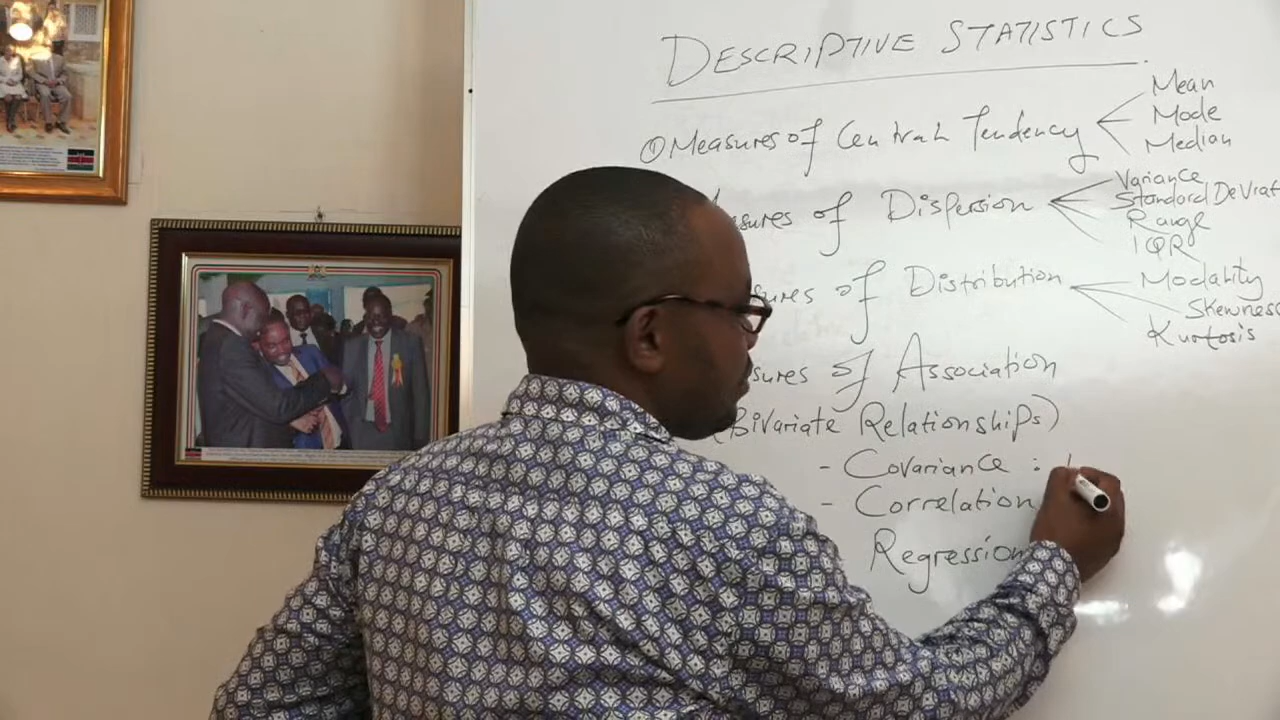 DESCRIPTIVE STATISTICS
① Measures of Central Tendency
Mean
Mode
Median
Measures of Dispersion
Variance
Standard Deviat
Range
IQR
sures of Distribution
Modality
Skewness
Kurtosis
sures of Association
(Bivariate Relationships)
- Covariance :
- Correlation
Regression